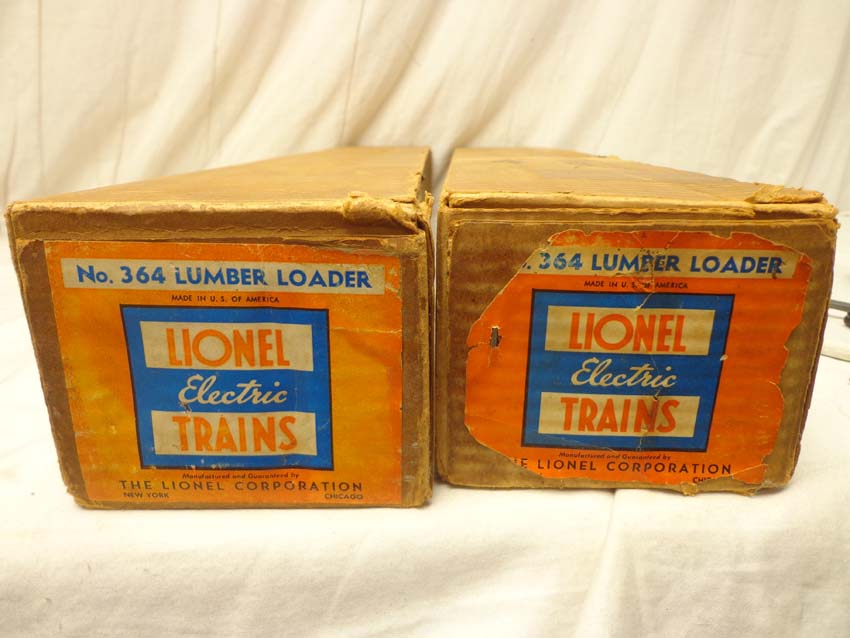 No. 364 LUMBER LOADER
MADE IN U. S. OF AMERICA
LIONEL
Electric
TRAINS
Manufactured and Guaranteed by
THE LIONEL CORPORATION
NEW YORK CHICAGO
. 364 LUMBER LOADER
MADE IN U. S. OF AMERICA
LIONEL
Electric
TRAINS
Manufactured and Guaranteed by
E LIONEL CORPORATION